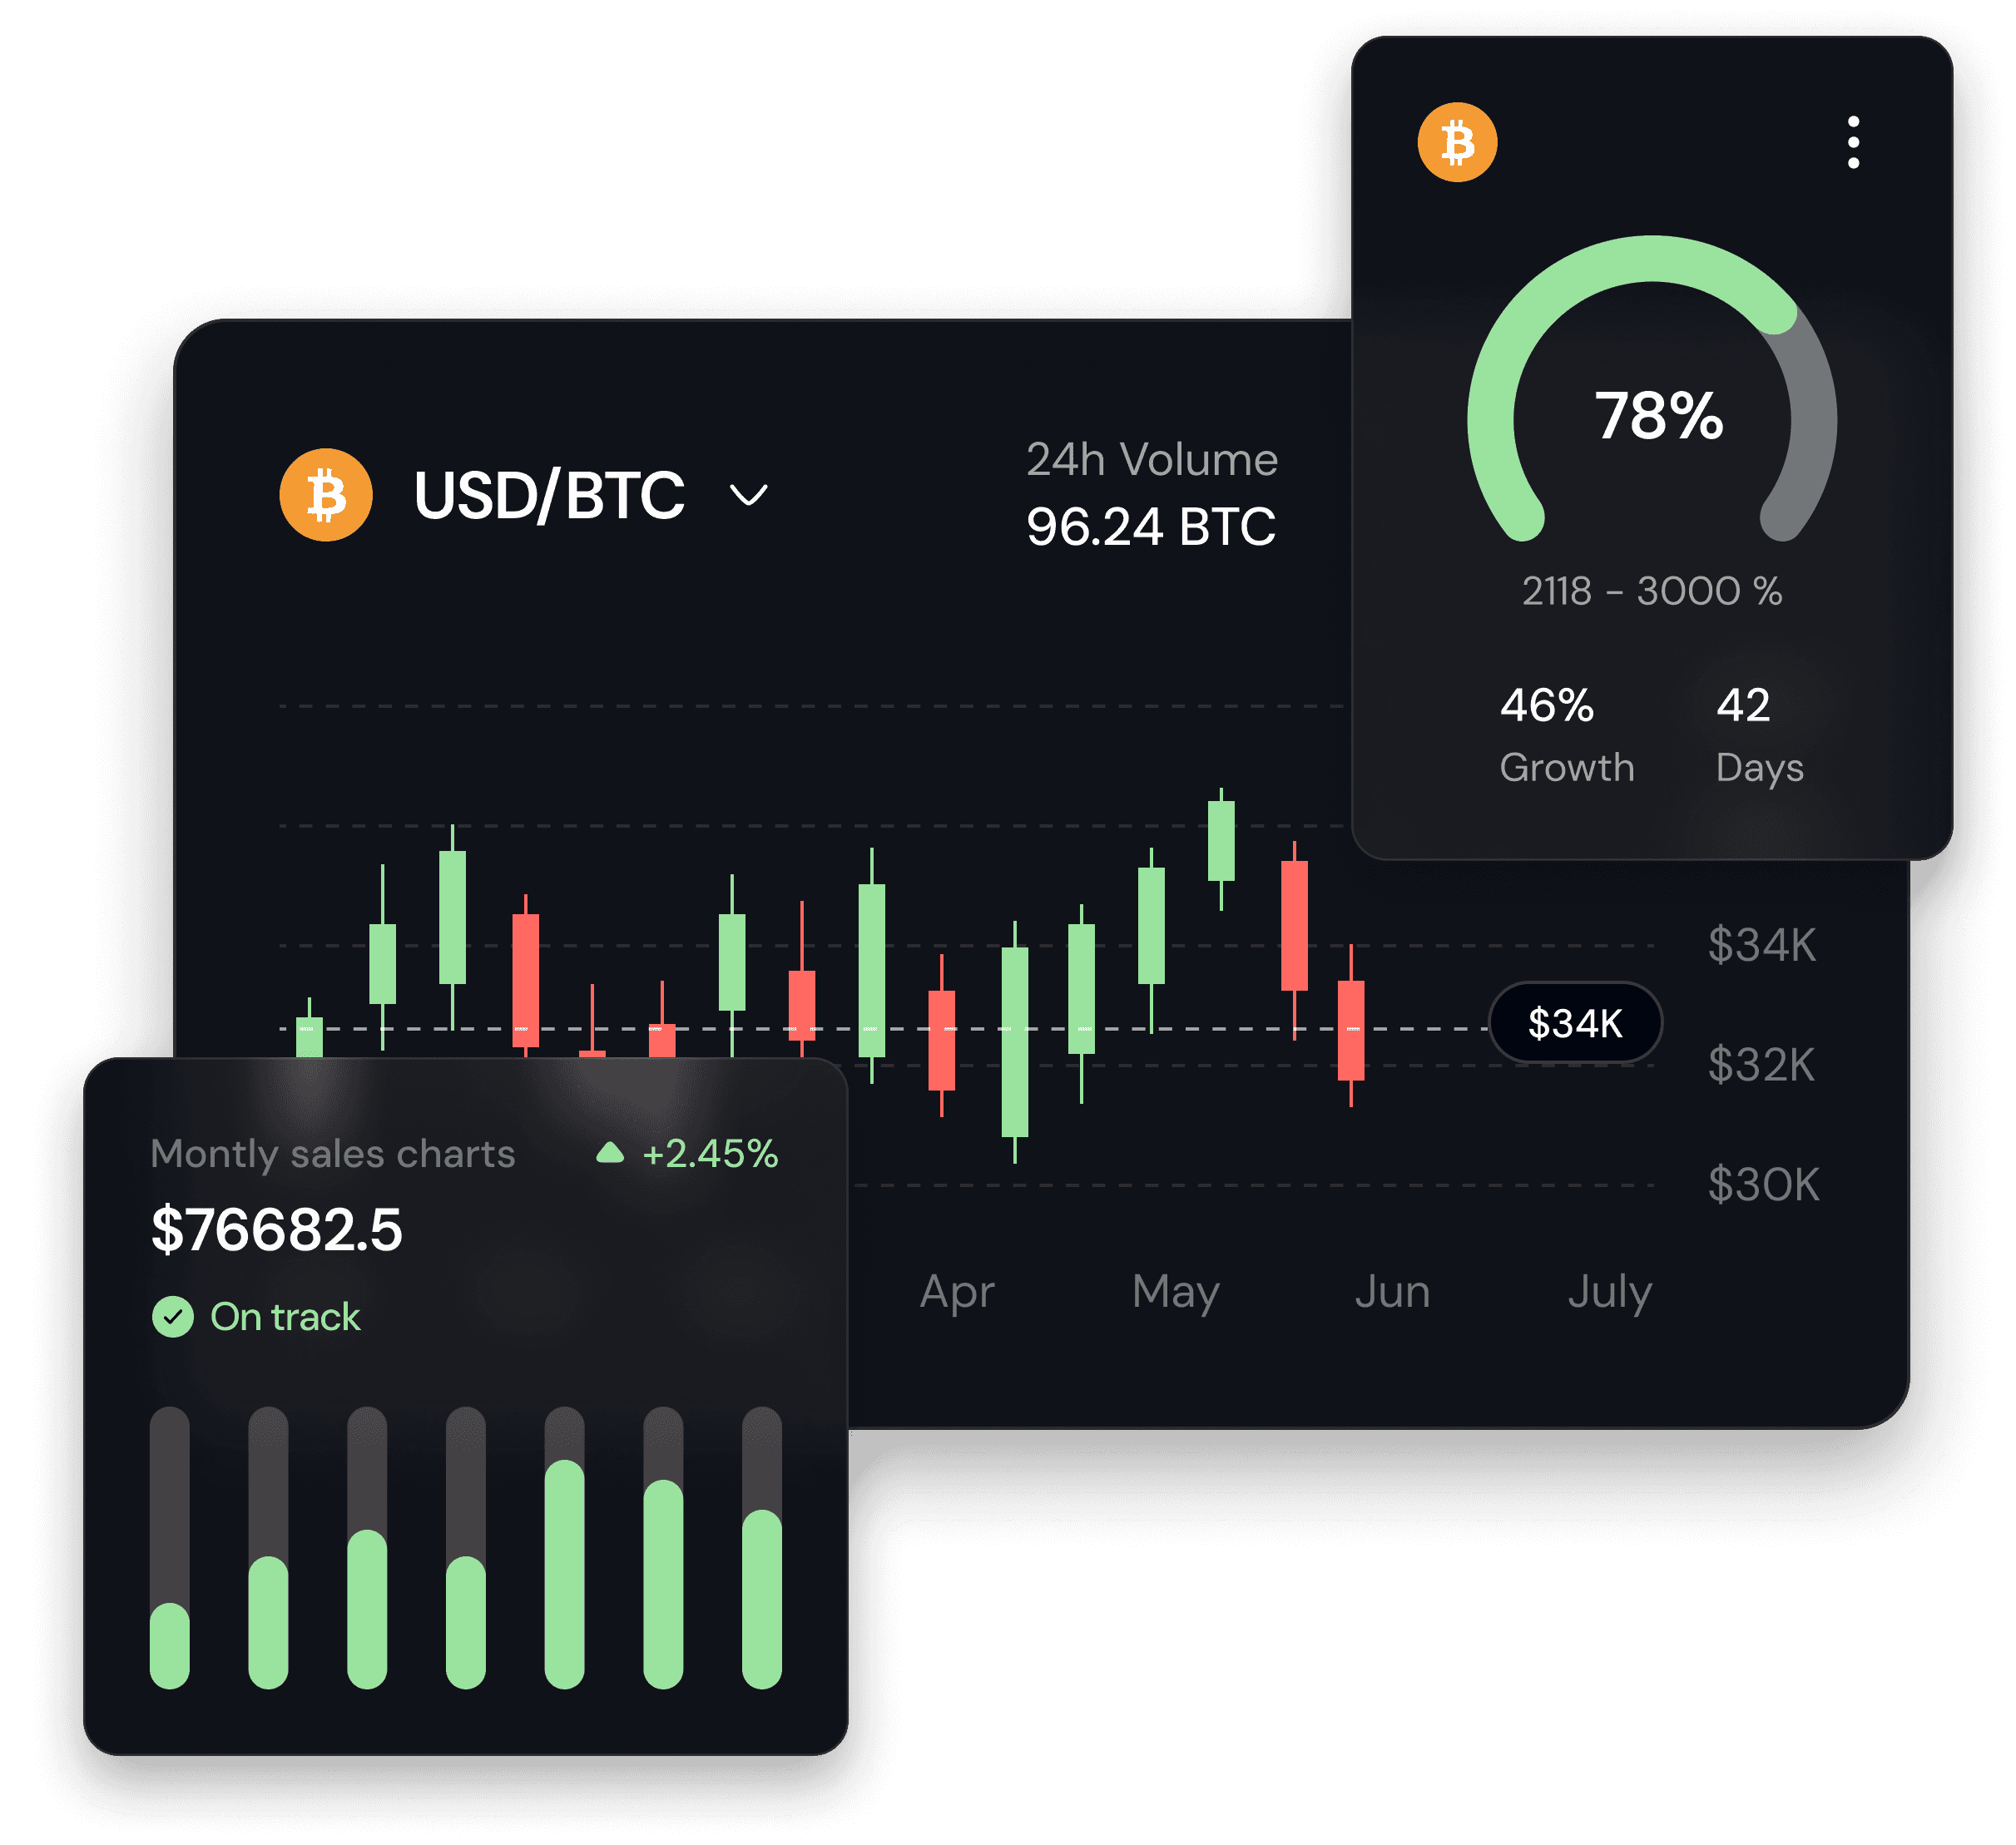 78%
2118 - 3000 %
46%
Growth
42
Days
USD/BTC
24h Volume
96.24 BTC
$34K
$34K
$32K
$30K
Apr
May
Jun
July
Montly sales charts
+2.45%
$76682.5
On track